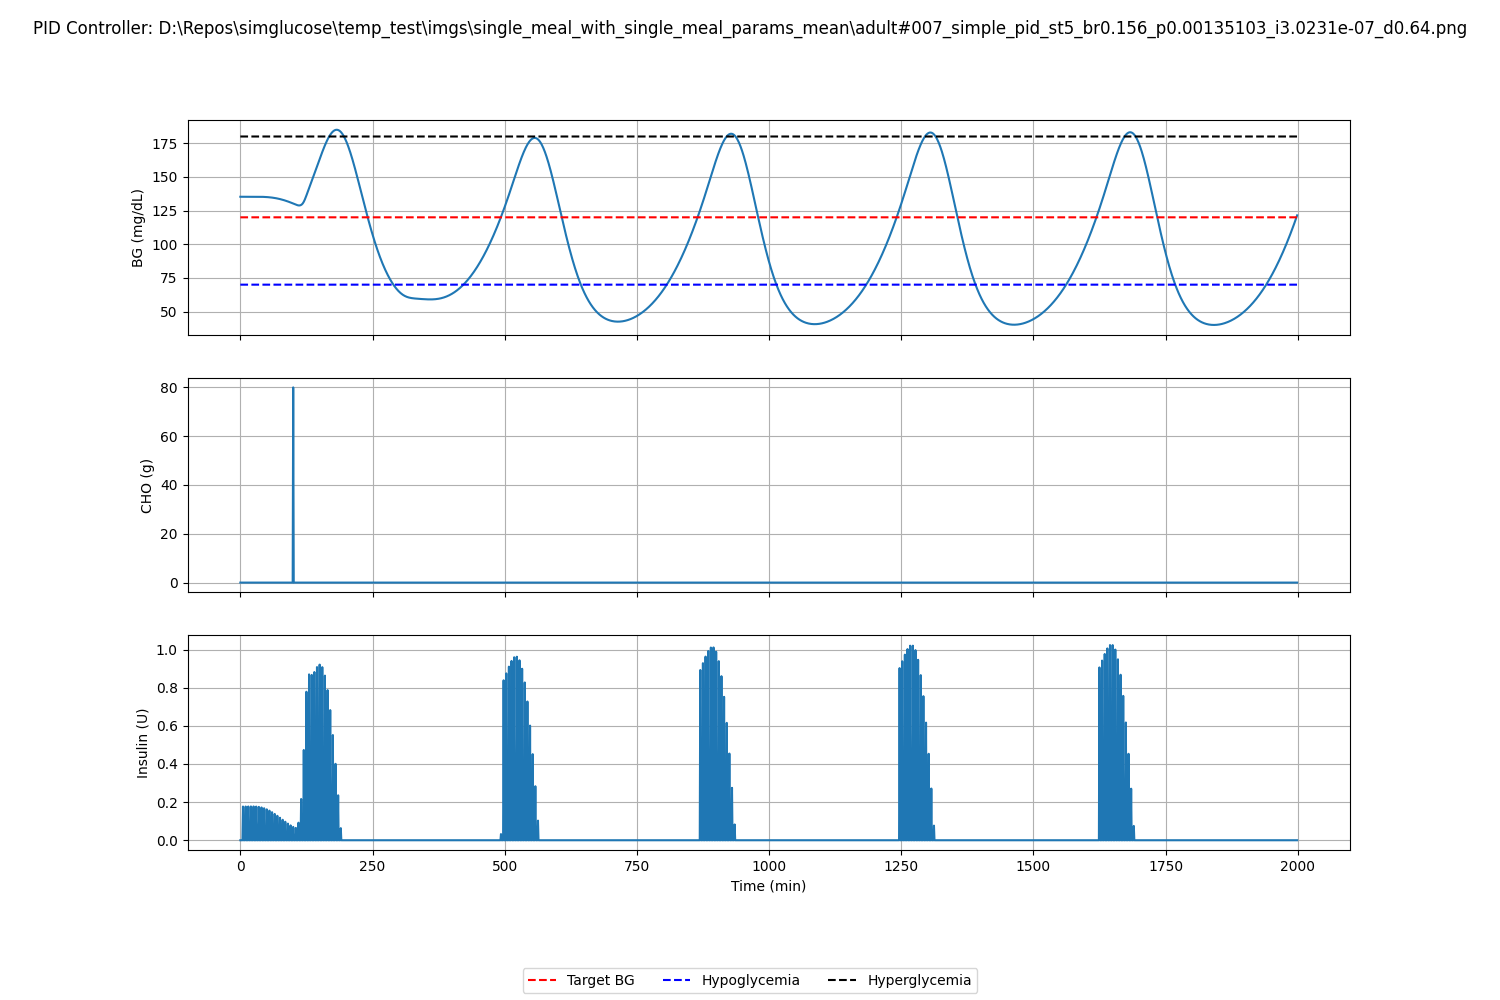 PID Controller: D:\Repos\simglucose\temp_test\imgs\single_meal_with_single_meal_params_mean\adult#007_simple_pid_st5_br0.156_p0.00135103_i3.0231e-07_d0.64.png
175
150
125
100
75
50
BG (mg/dL)
80
60
40
20
0
CHO (g)
1.0
0.8
0.6
0.4
0.2
0.0
Insulin (U)
0 250 500 750 1000 1250 1500 1750 2000
Time (min)
Target BG Hypoglycemia Hyperglycemia